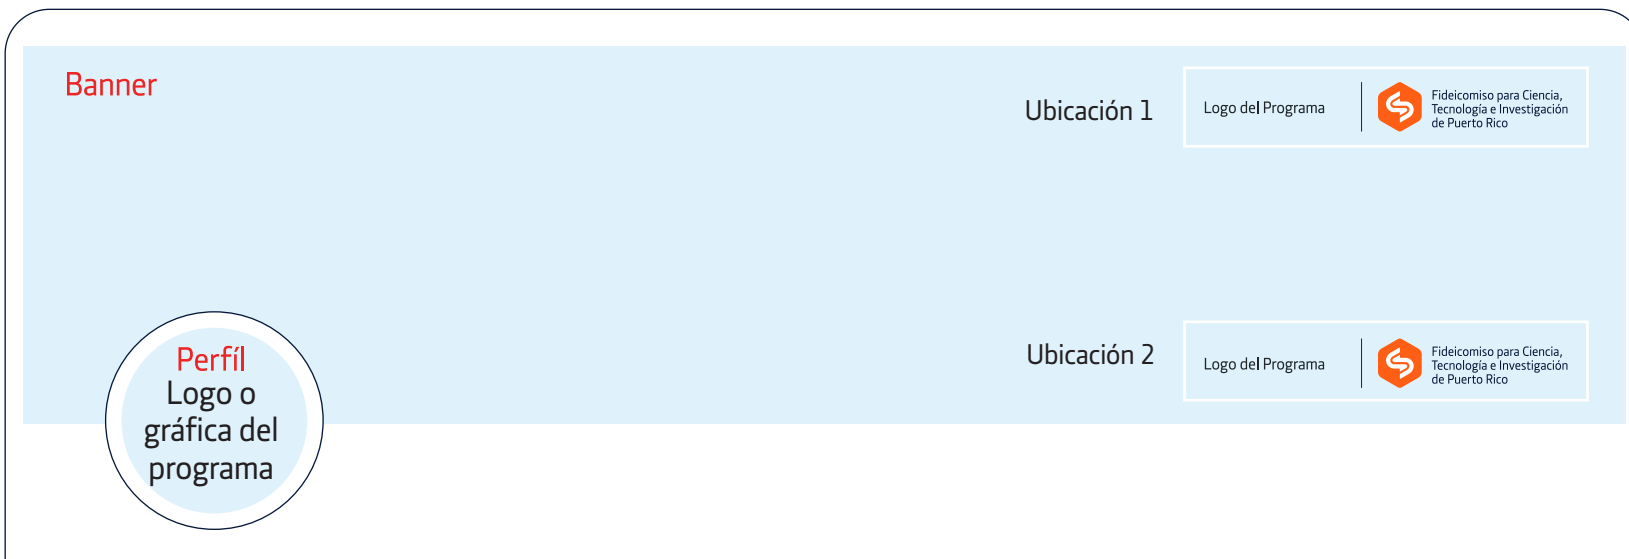 Banner
Ubicación 1
Logo del Programa
Fideicomiso para Ciencia,
Tecnología e Investigación
de Puerto Rico
Ubicación 2
Logo del Programa
Fideicomiso para Ciencia,
Tecnología e Investigación
de Puerto Rico
Perfíl
Logo o
gráfica del
programa